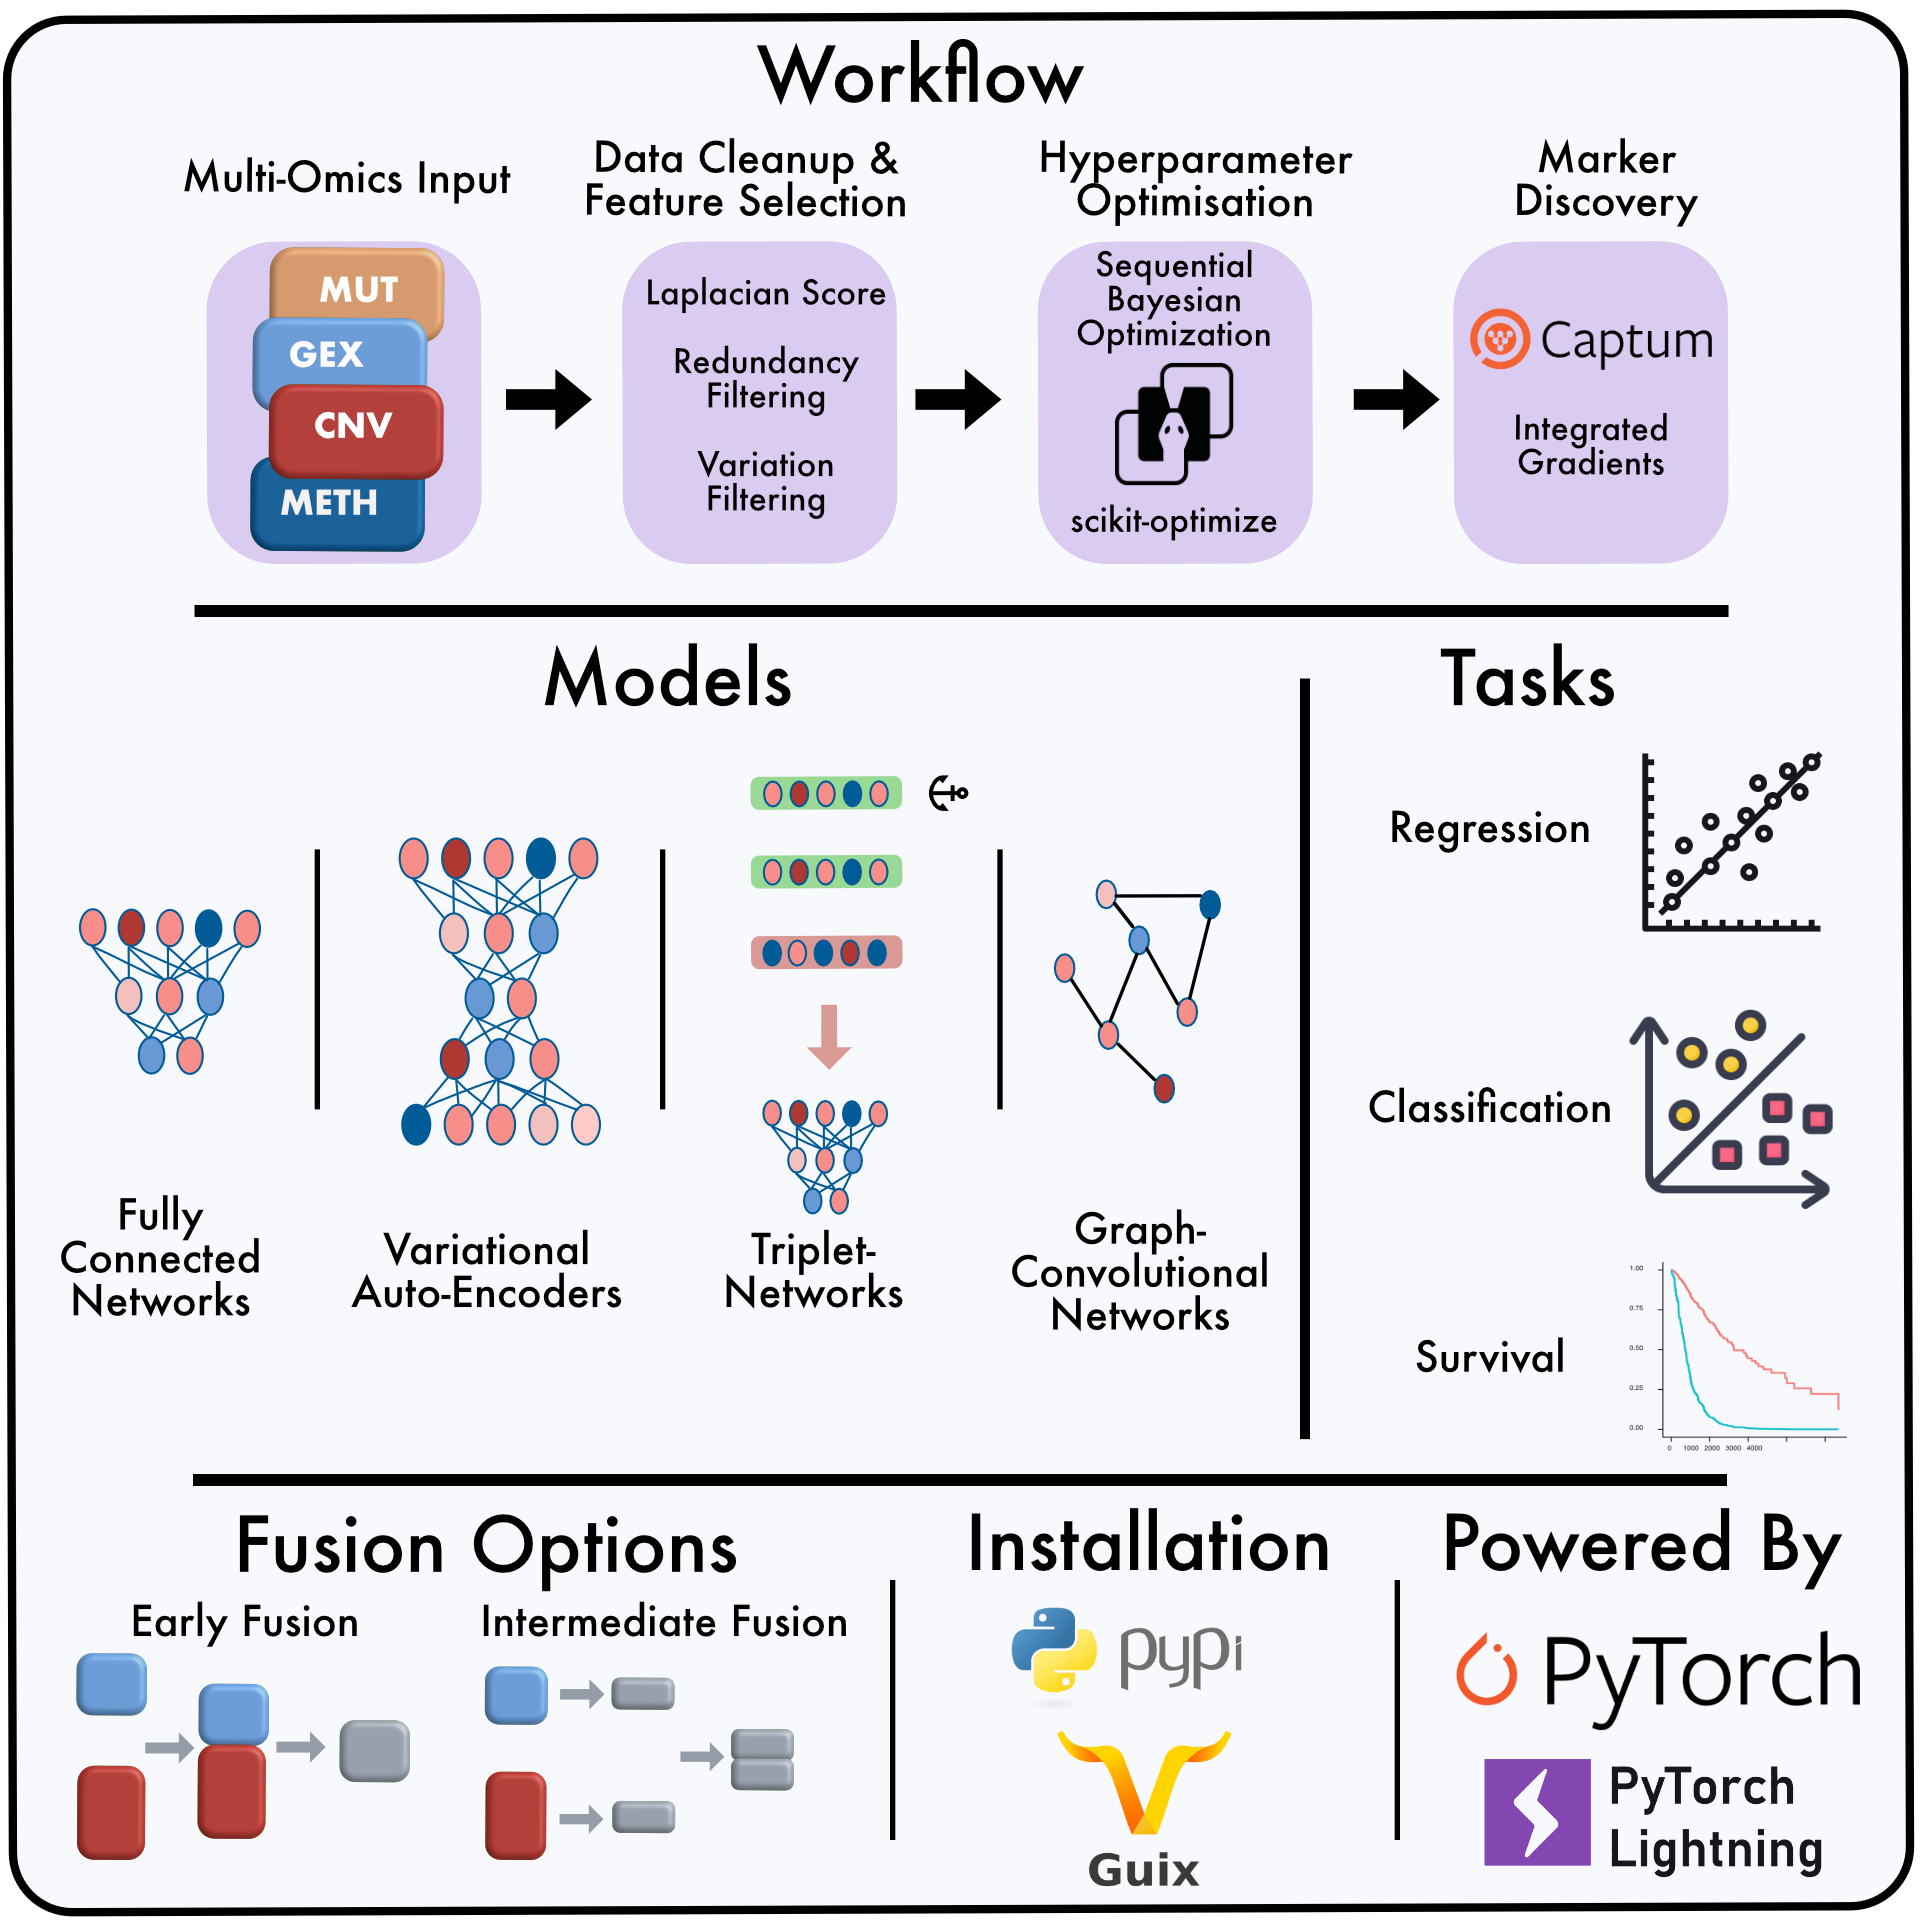 Workflow
Multi-Omics Input
Data Cleanup &
Feature Selection
Hyperparameter
Optimisation
Marker
Discovery
MUT
GEX
CNV
METH
Laplacian Score
Redundancy
Filtering
Variation
Filtering
Sequential
Bayesian
Optimization
scikit-optimize
Captum
Integrated
Gradients
Models
Fully
Connected
Networks
Variational
Auto-Encoders
Triplet-
Networks
Graph-
Convolutional
Networks
Tasks
Regression
Classification
Survival
1.00
0.75
0.50
0.25
0.00
0 1000 2000 3000 4000
Fusion Options
Early Fusion
Intermediate Fusion
Installation
pypi
Guix
Powered By
PyTorch
PyTorch
Lightning